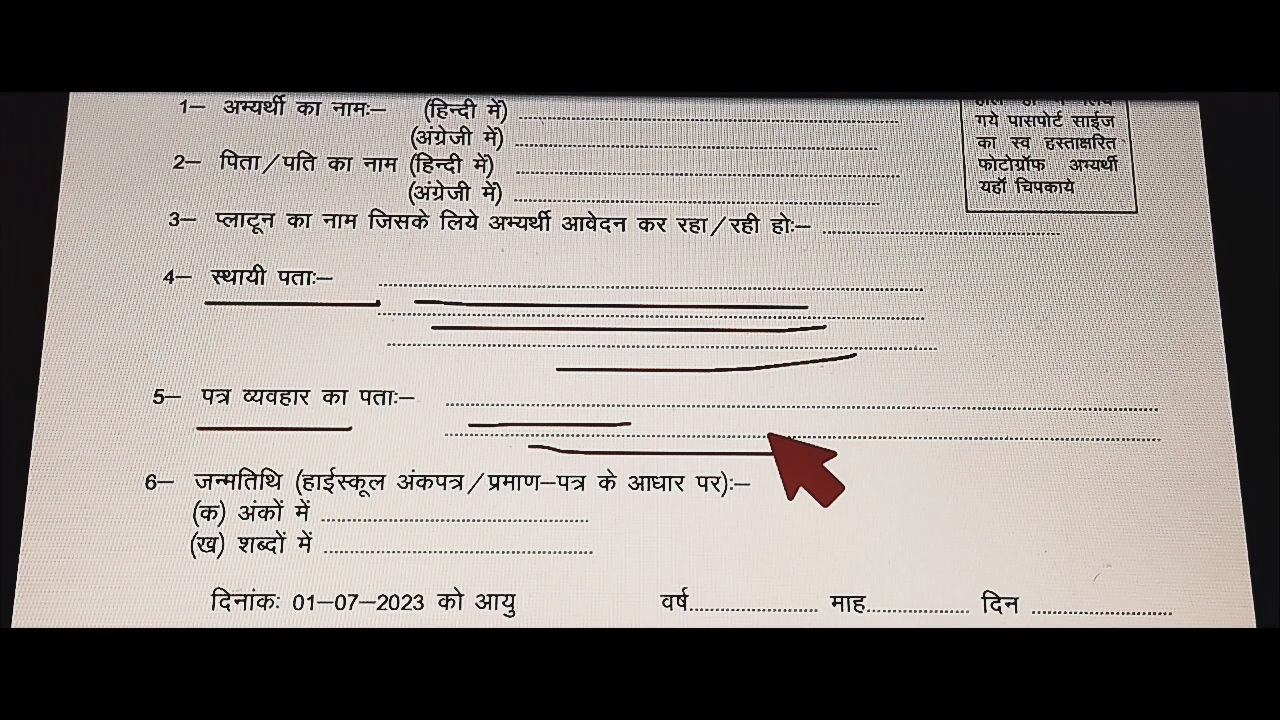 1— अभ्यर्थी का नामः— (हिन्दी में) ........................
(अंग्रेजी में) ........................
2— पिता/पति का नाम (हिन्दी में) ........................
(अंग्रेजी में) ........................
3— प्लाटून का नाम जिसके लिये अभ्यर्थी आवेदन कर रहा/रही होः— ........................
4— स्थायी पताः— ........................
5— पत्र व्यवहार का पताः— ........................
6— जन्मतिथि (हाईस्कूल अंकपत्र/प्रमाण—पत्र के आधार पर):—
(क) अंकों में ........................
(ख) शब्दों में ........................
दिनांकः 01—07—2023 को आयु वर्ष............... माह............... दिन ...............
गये पासपोर्ट साईज
का स्व हस्ताक्षरित
फोटोग्रॉफ अभ्यर्थी
यहाँ चिपकाये